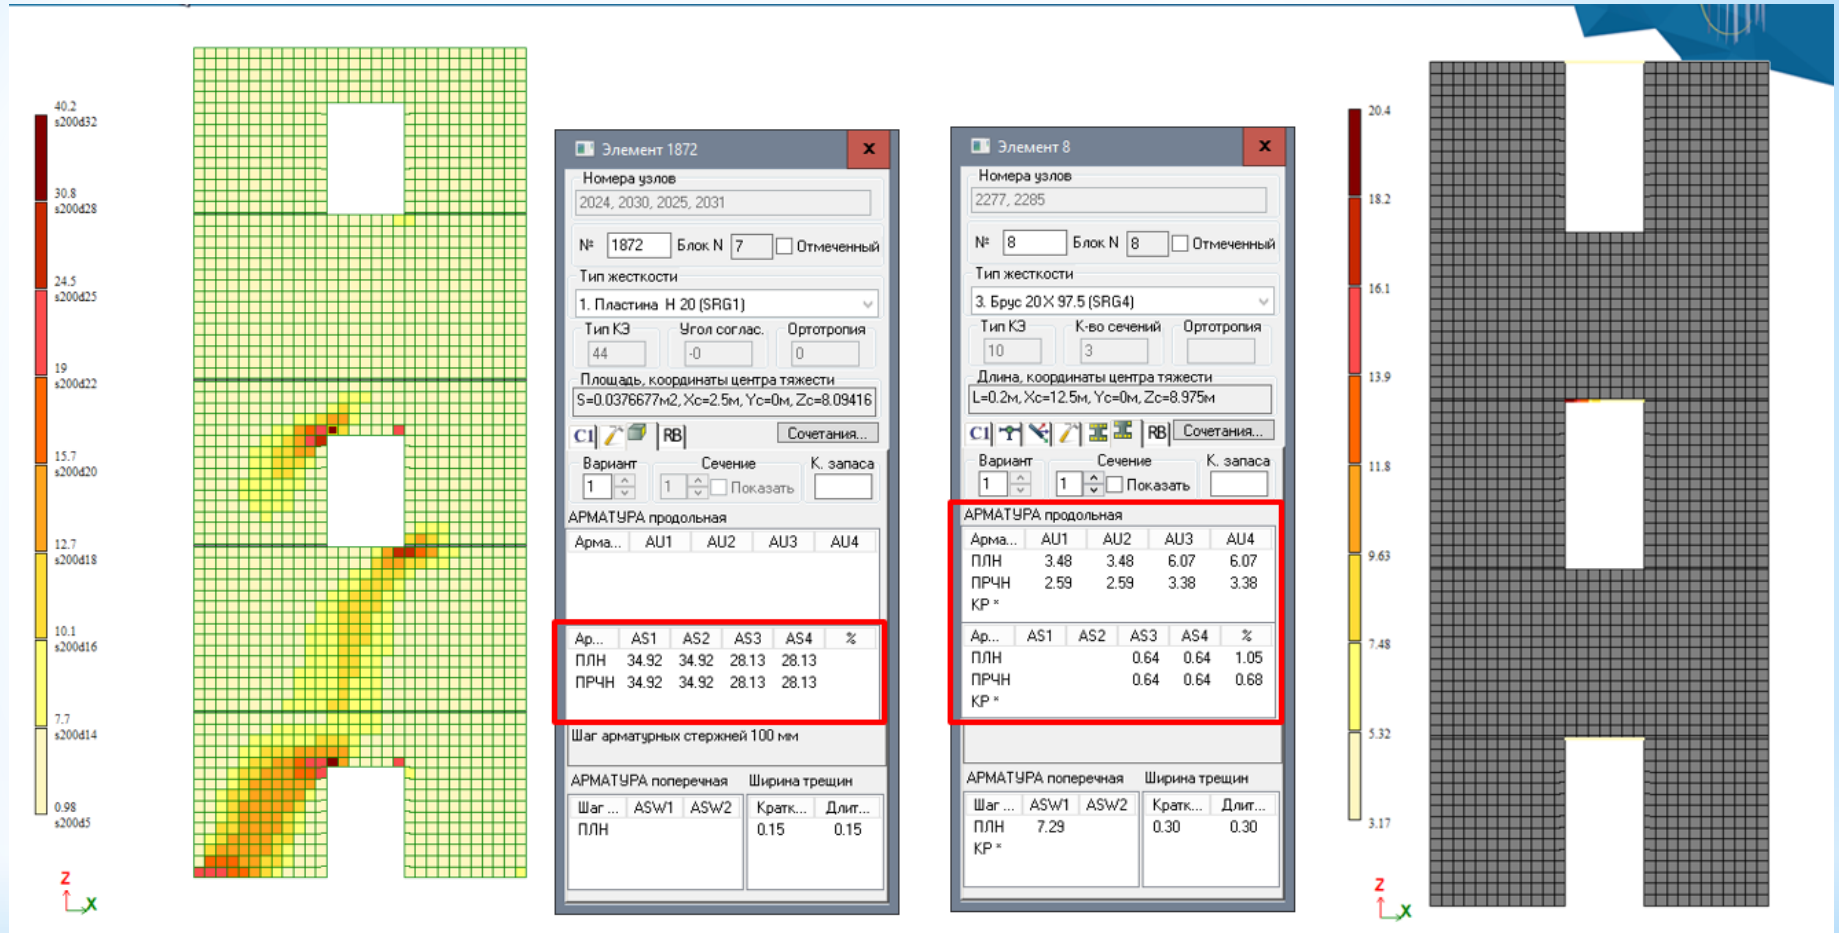 40.2
s200d32
30.8
s200d28
24.5
s200d25
19
s200d22
15.7
s200d20
12.7
s200d18
10.1
s200d16
7.7
s200d14
0.98
s200d5
Z
X
Элемент 1872
x
Номера узлов
2024, 2030, 2025, 2031
№ 1872 Блок N 7 Отмеченный
Тип жесткости
1. Пластина H 20 (SRG1)
Тип КЭ Угол соглас. Ортотропия
44 -0 0
Площадь, координаты центра тяжести
S=0.0376677м2, Xc=2.5м, Yc=0м, Zc=8.09416
C1 RB Сочетания...
Вариант Сечение К. запаса
1 1 Показать
АРМАТУРА продольная
Арма... AU1 AU2 AU3 AU4
Ар... AS1 AS2 AS3 AS4 %
ПЛН 34.92 34.92 28.13 28.13
ПРЧН 34.92 34.92 28.13 28.13
Шаг арматурных стержней 100 мм
АРМАТУРА поперечная Ширина трещин
Шаг ... ASW1 ASW2 Кратк... Длит...
ПЛН 0.15 0.15
Элемент 8
x
Номера узлов
2277, 2285
№ 8 Блок N 8 Отмеченный
Тип жесткости
3. Брус 20 X 97.5 (SRG4)
Тип КЭ К-во сечений Ортотропия
10 3
Длина, координаты центра тяжести
L=0.2м, Xc=12.5м, Yc=0м, Zc=8.975м
C1 RB Сочетания...
Вариант Сечение К. запаса
1 1 Показать
АРМАТУРА продольная
Арма... AU1 AU2 AU3 AU4
ПЛН 3.48 3.48 6.07 6.07
ПРЧН 2.59 2.59 3.38 3.38
КР *
Ар... AS1 AS2 AS3 AS4 %
ПЛН 0.64 0.64 1.05
ПРЧН 0.64 0.64 0.68
КР *
АРМАТУРА поперечная Ширина трещин
Шаг ... ASW1 ASW2 Кратк... Длит...
ПЛН 7.29 0.30 0.30
КР *
20.4
18.2
16.1
13.9
11.8
9.63
7.48
5.32
3.17
Z
X